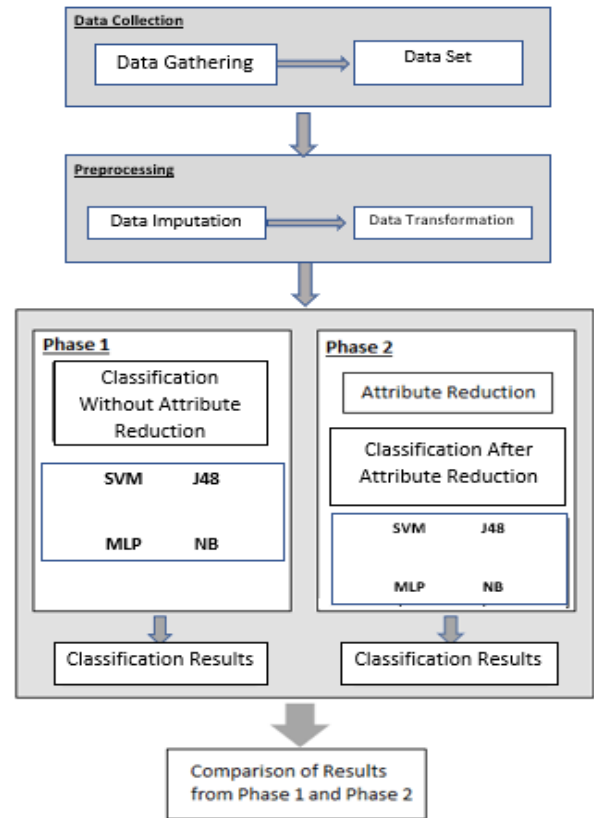 Data Collection
Data Gathering
Data Set
Preprocessing
Data Imputation
Data Transformation
Phase 1
Classification
Without Attribute
Reduction
SVM J48
MLP NB
Classification Results
Phase 2
Attribute Reduction
Classification After
Attribute Reduction
SVM J48
MLP NB
Classification Results
Comparison of Results
from Phase 1 and Phase 2